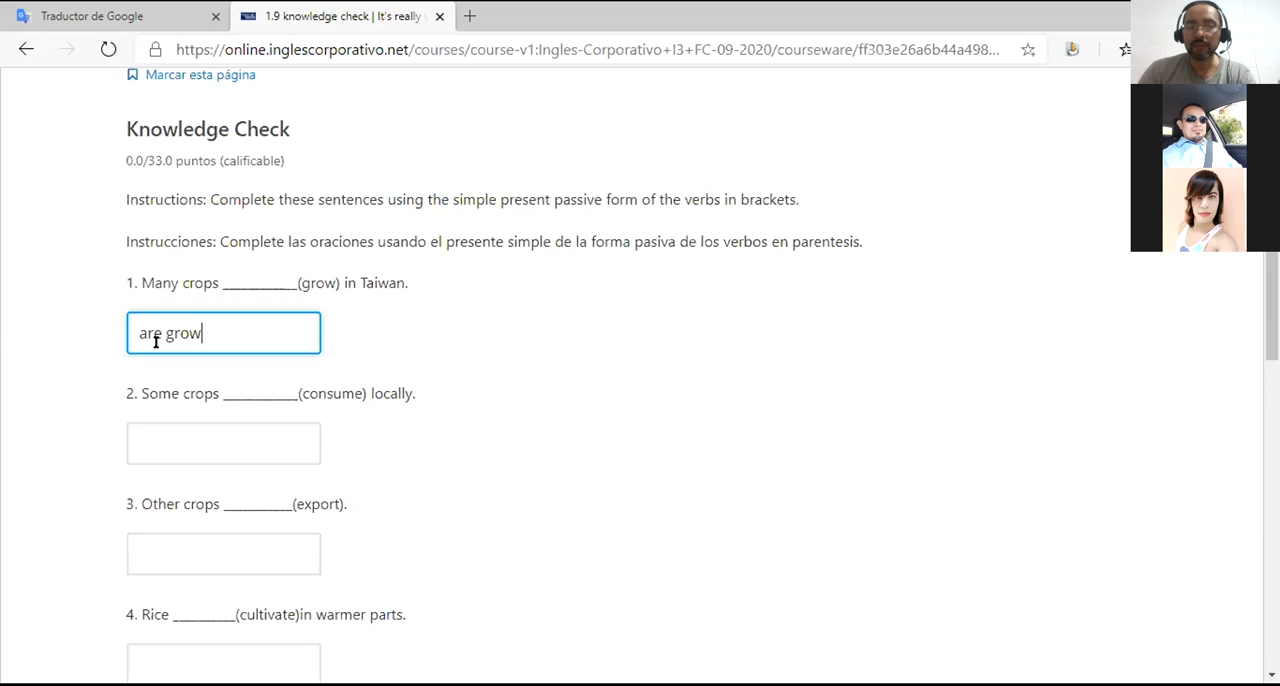 Traductor de Google
1.9 knowledge check | It's really
https://online.inglescorporativo.net/courses/course-v1:Ingles-Corporativo+I3+FC-09-2020/courseware/ff303e26a6b44a498...
Marcar esta página
Knowledge Check
0.0/33.0 puntos (calificable)
Instructions: Complete these sentences using the simple present passive form of the verbs in brackets.
Instrucciones: Complete las oraciones usando el presente simple de la forma pasiva de los verbos en parentesis.
1. Many crops ___________(grow) in Taiwan.
are grow
2. Some crops ____________(consume) locally.
3. Other crops ___________(export).
4. Rice __________(cultivate)in warmer parts.